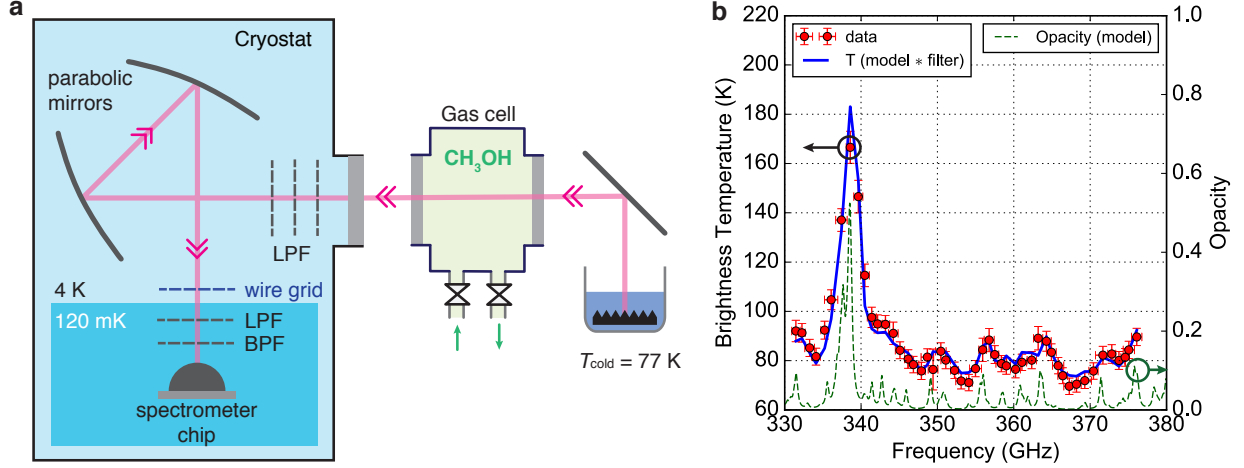 a
Cryostat
parabolic
mirrors
Gas cell
CH₃OH
LPF
4 K
wire grid
120 mK
LPF
BPF
spectrometer
chip
Tcold = 77 K
b
data
T (model * filter)
Opacity (model)
Brightness Temperature (K)
220
200
180
160
140
120
100
80
60
1.0
0.8
0.6
0.4
0.2
0.0
Opacity
330
340
350
360
370
380
Frequency (GHz)